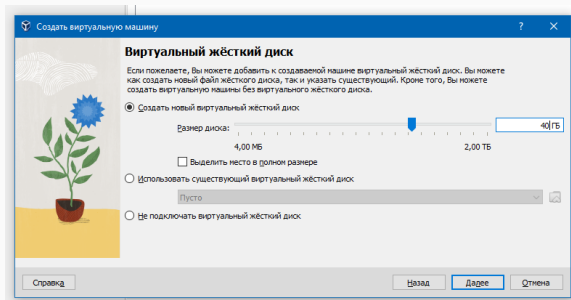 Создать виртуальную машину
Виртуальный жёсткий диск
Если пожелаете, Вы можете добавить к создаваемой машине виртуальный жёсткий диск. Вы можете
как создать новый файл жёсткого диска, так и указать существующий. Кроме того, Вы можете
создать виртуальную машины без виртуального жёсткого диска.
Создать новый виртуальный жёсткий диск
Размер диска:
40 ГБ
4,00 МБ 2,00 ТБ
Выделить место в полном размере
Использовать существующий виртуальный жёсткий диск
Пусто
Не подключать виртуальный жёсткий диск
Справка Назад Далее Отмена